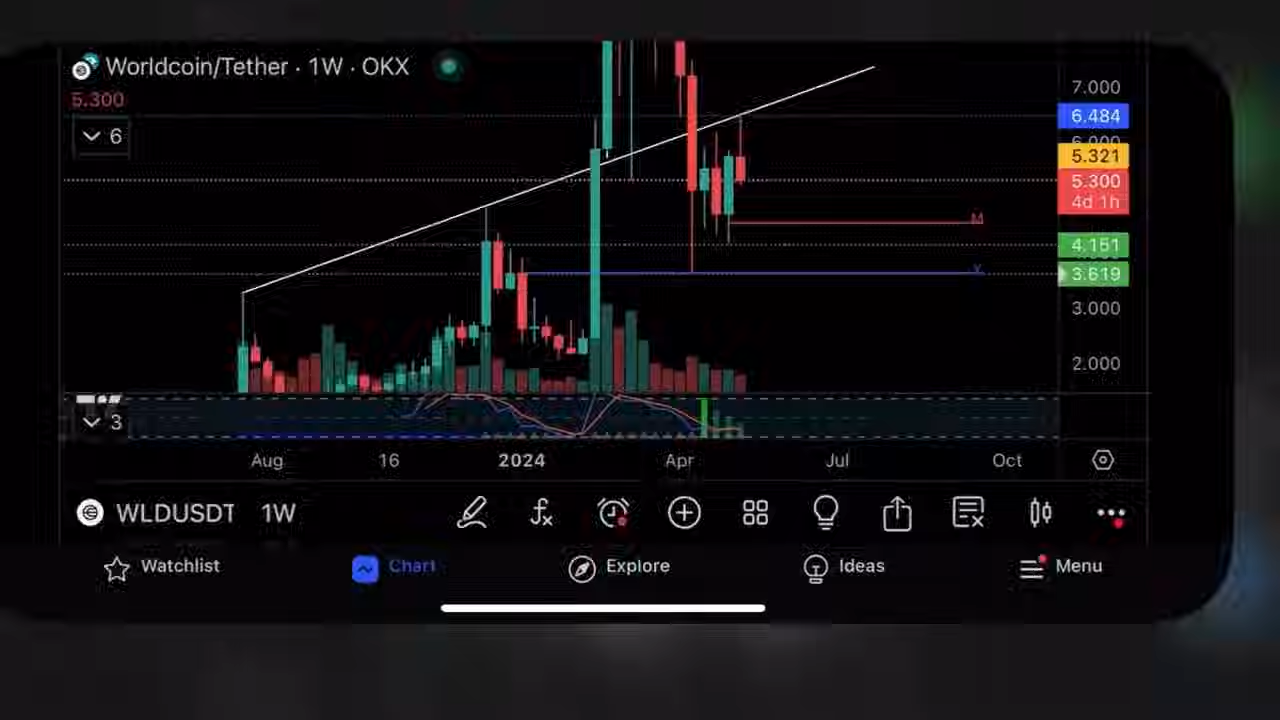 Worldcoin/Tether · 1W · OKX
5.300
6
7.000
6.484
6.000
5.321
5.300
4d 1h
M
4.151
Y
3.619
3.000
2.000
3
Aug 16 2024 Apr Jul Oct
WLDUSDT 1W
Watchlist Chart Explore Ideas Menu